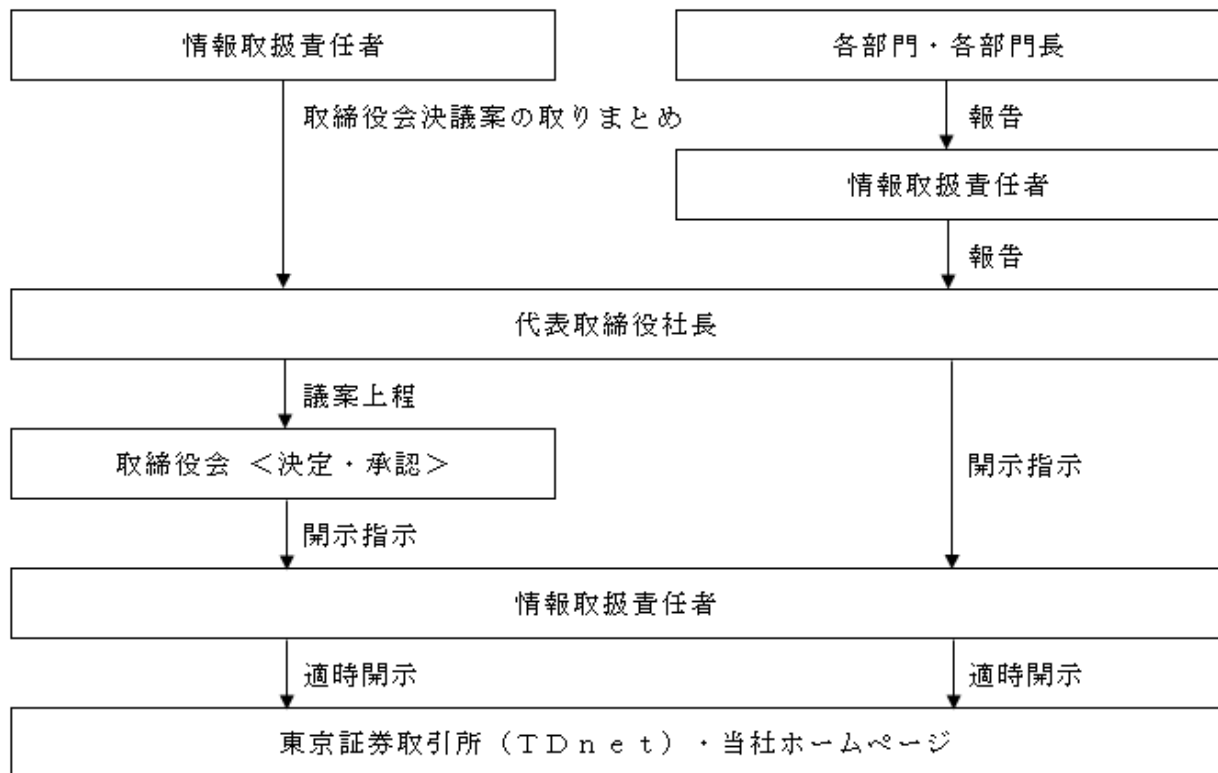 情報取扱責任者
各部門・各部門長
取締役会決議案の取りまとめ
報告
情報取扱責任者
報告
代表取締役社長
議案上程
取締役会 ＜決定・承認＞
開示指示
開示指示
情報取扱責任者
適時開示
適時開示
東京証券取引所（ＴＤｎｅｔ）・当社ホームページ